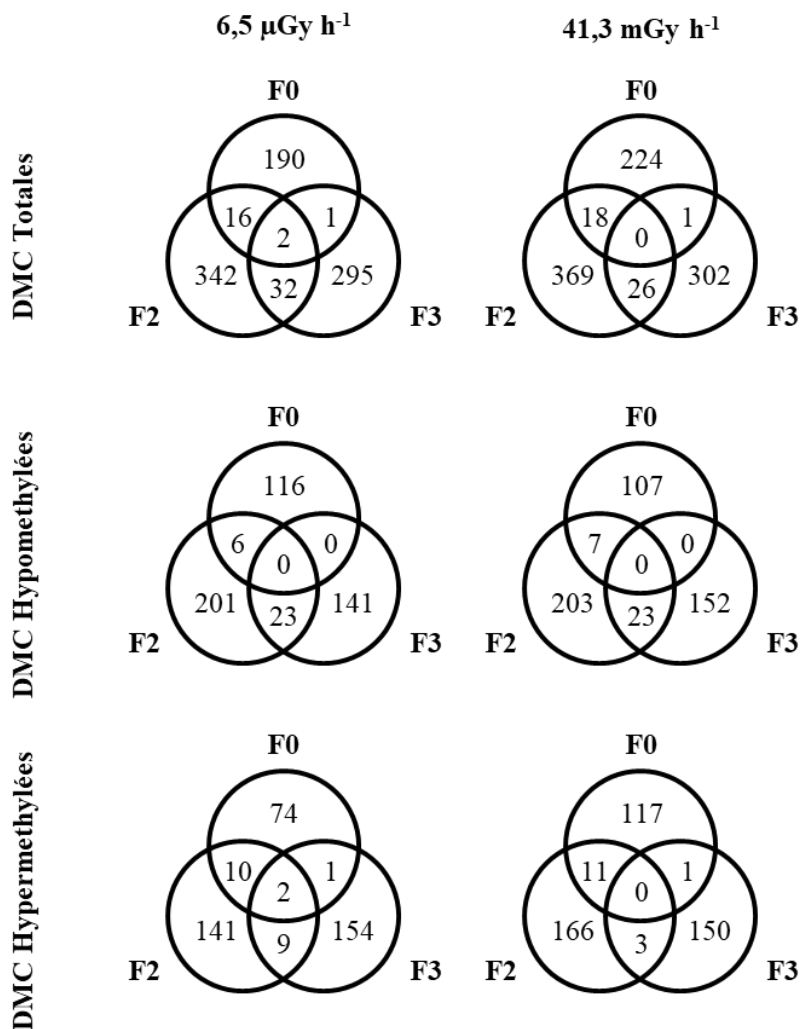 6,5 µGy h-1 41,3 mGy h-1
DMC Totales
F0 F0
190 224
16 1 18 1
2 0
342 295 369 302
32 26
F2 F3 F2 F3
DMC Hypomethylées
F0 F0
116 107
6 0 7 0
0 0
201 141 203 152
23 23
F2 F3 F2 F3
DMC Hypermethylées
F0 F0
74 117
10 1 11 1
2 0
141 154 166 150
9 3
F2 F3 F2 F3